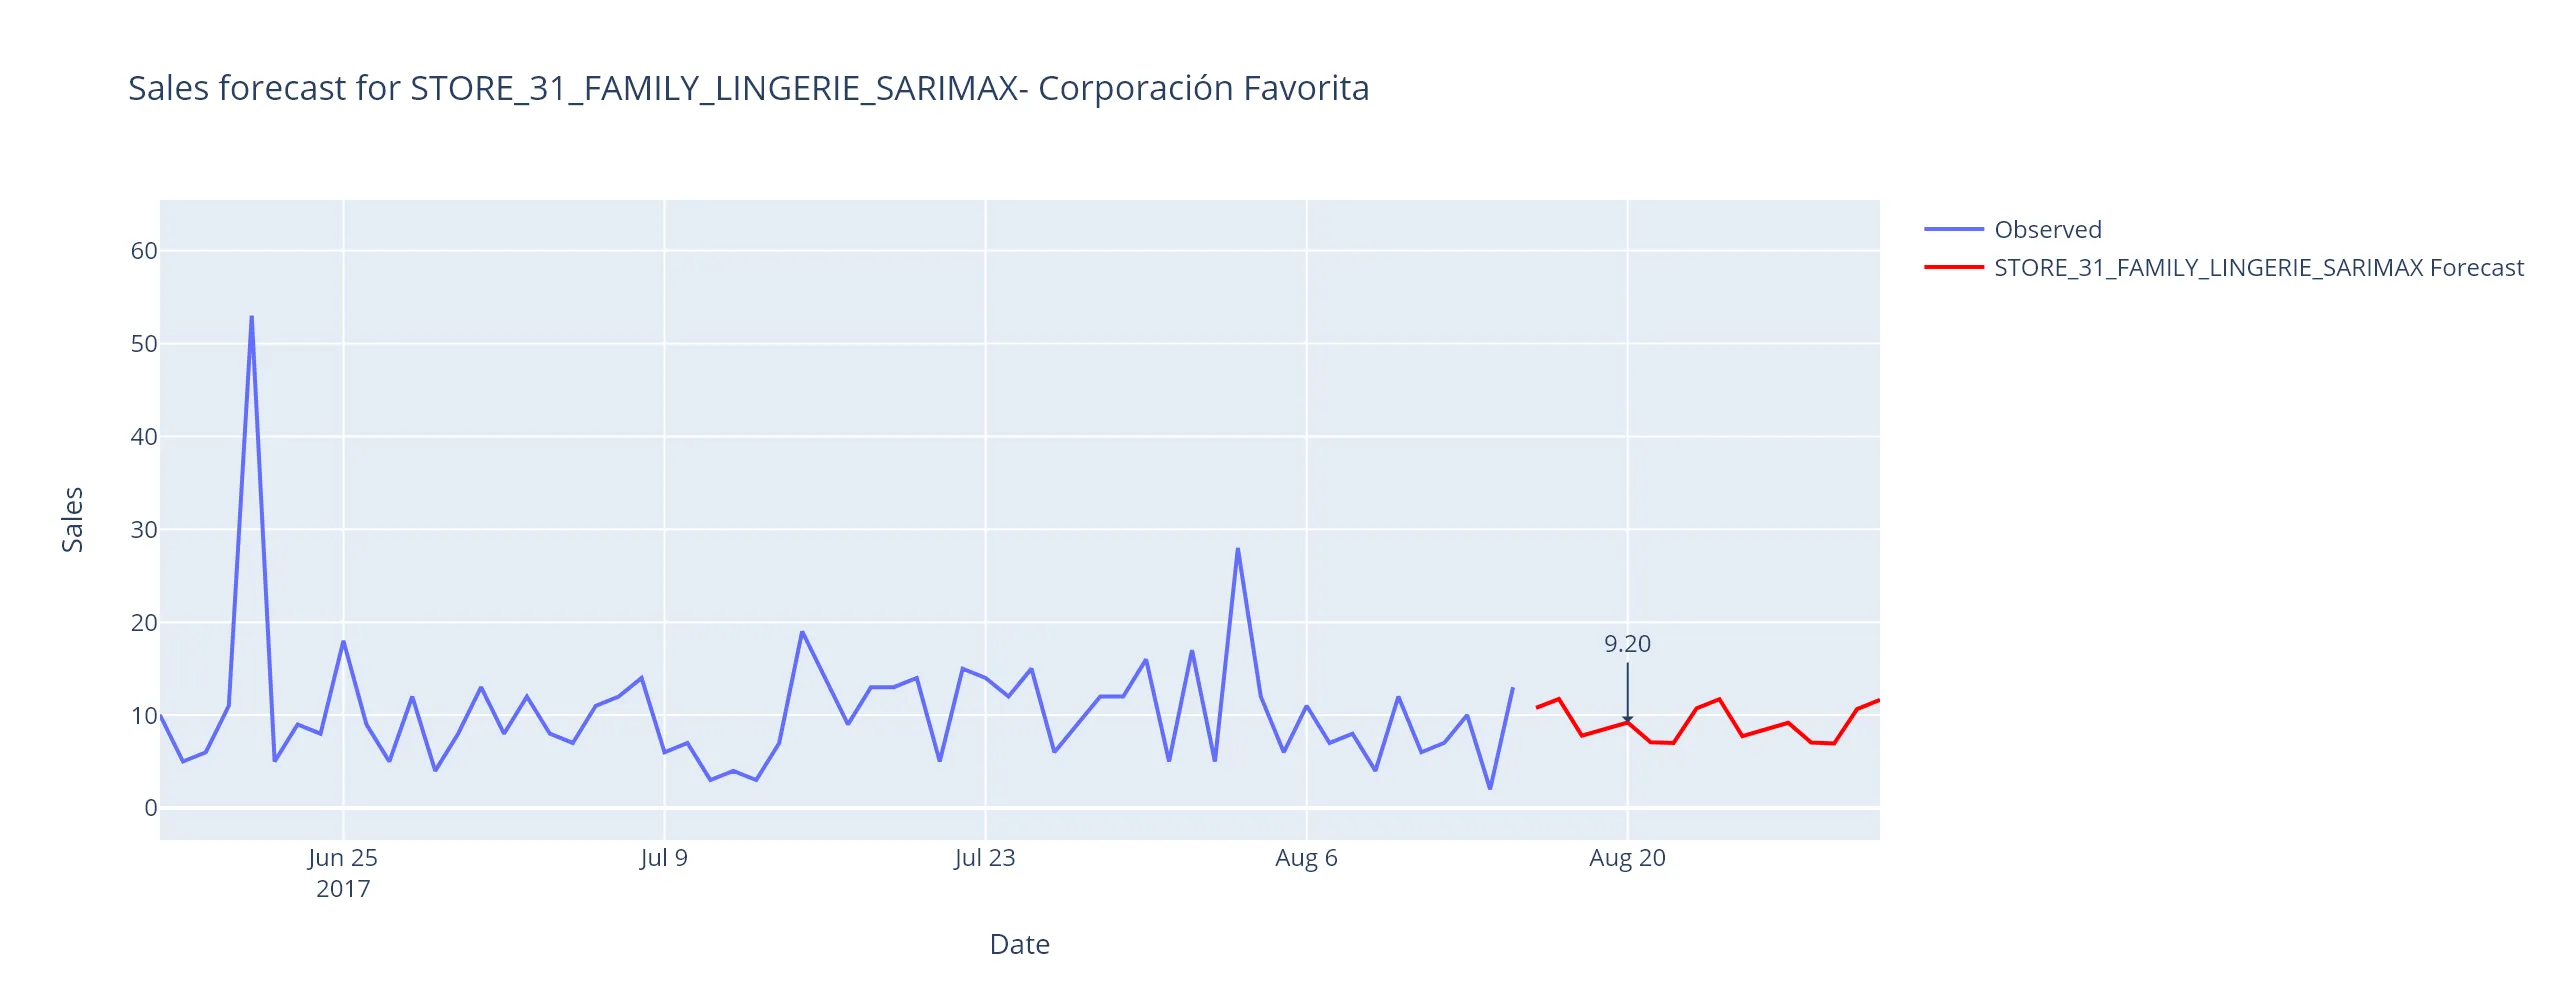 Sales forecast for STORE_31_FAMILY_LINGERIE_SARIMAX- Corporación Favorita
Observed
STORE_31_FAMILY_LINGERIE_SARIMAX Forecast
60
50
40
30
20
10
0
Sales
9.20
Jun 25
2017
Jul 9
Jul 23
Aug 6
Aug 20
Date